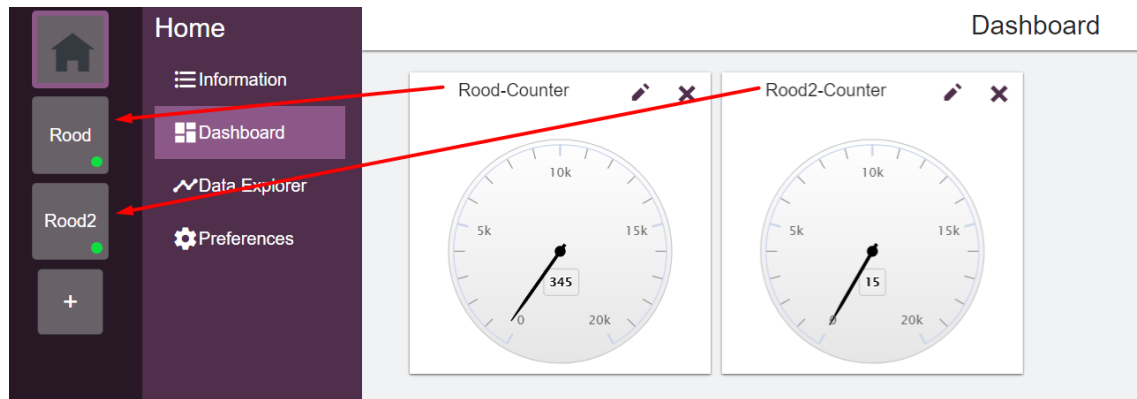 Home
Dashboard
Information
Rood
Dashboard
Data Explorer
Rood2
Preferences
+
Rood-Counter
10k
5k
15k
345
0
20k
Rood2-Counter
10k
5k
15k
15
0
20k